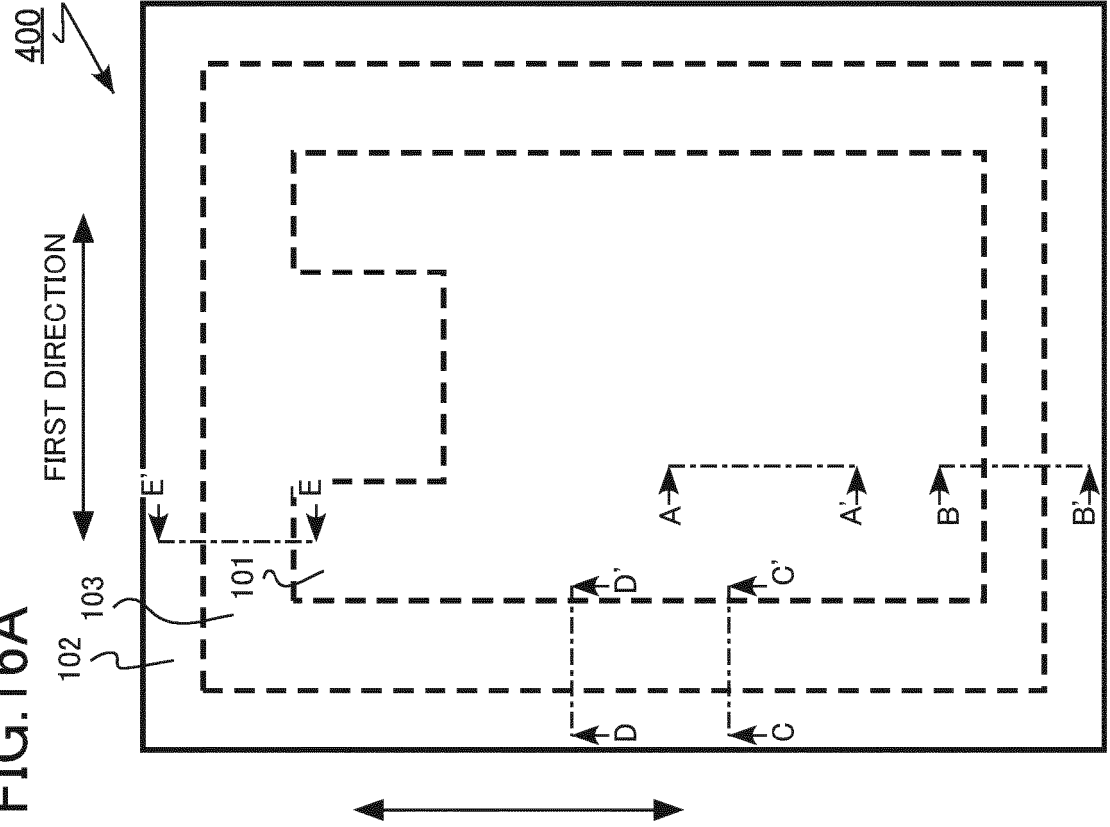 FIG.16A
400
FIRST DIRECTION
102
103
E'
101
E
D
D'
A
C
C'
A'
B
B'